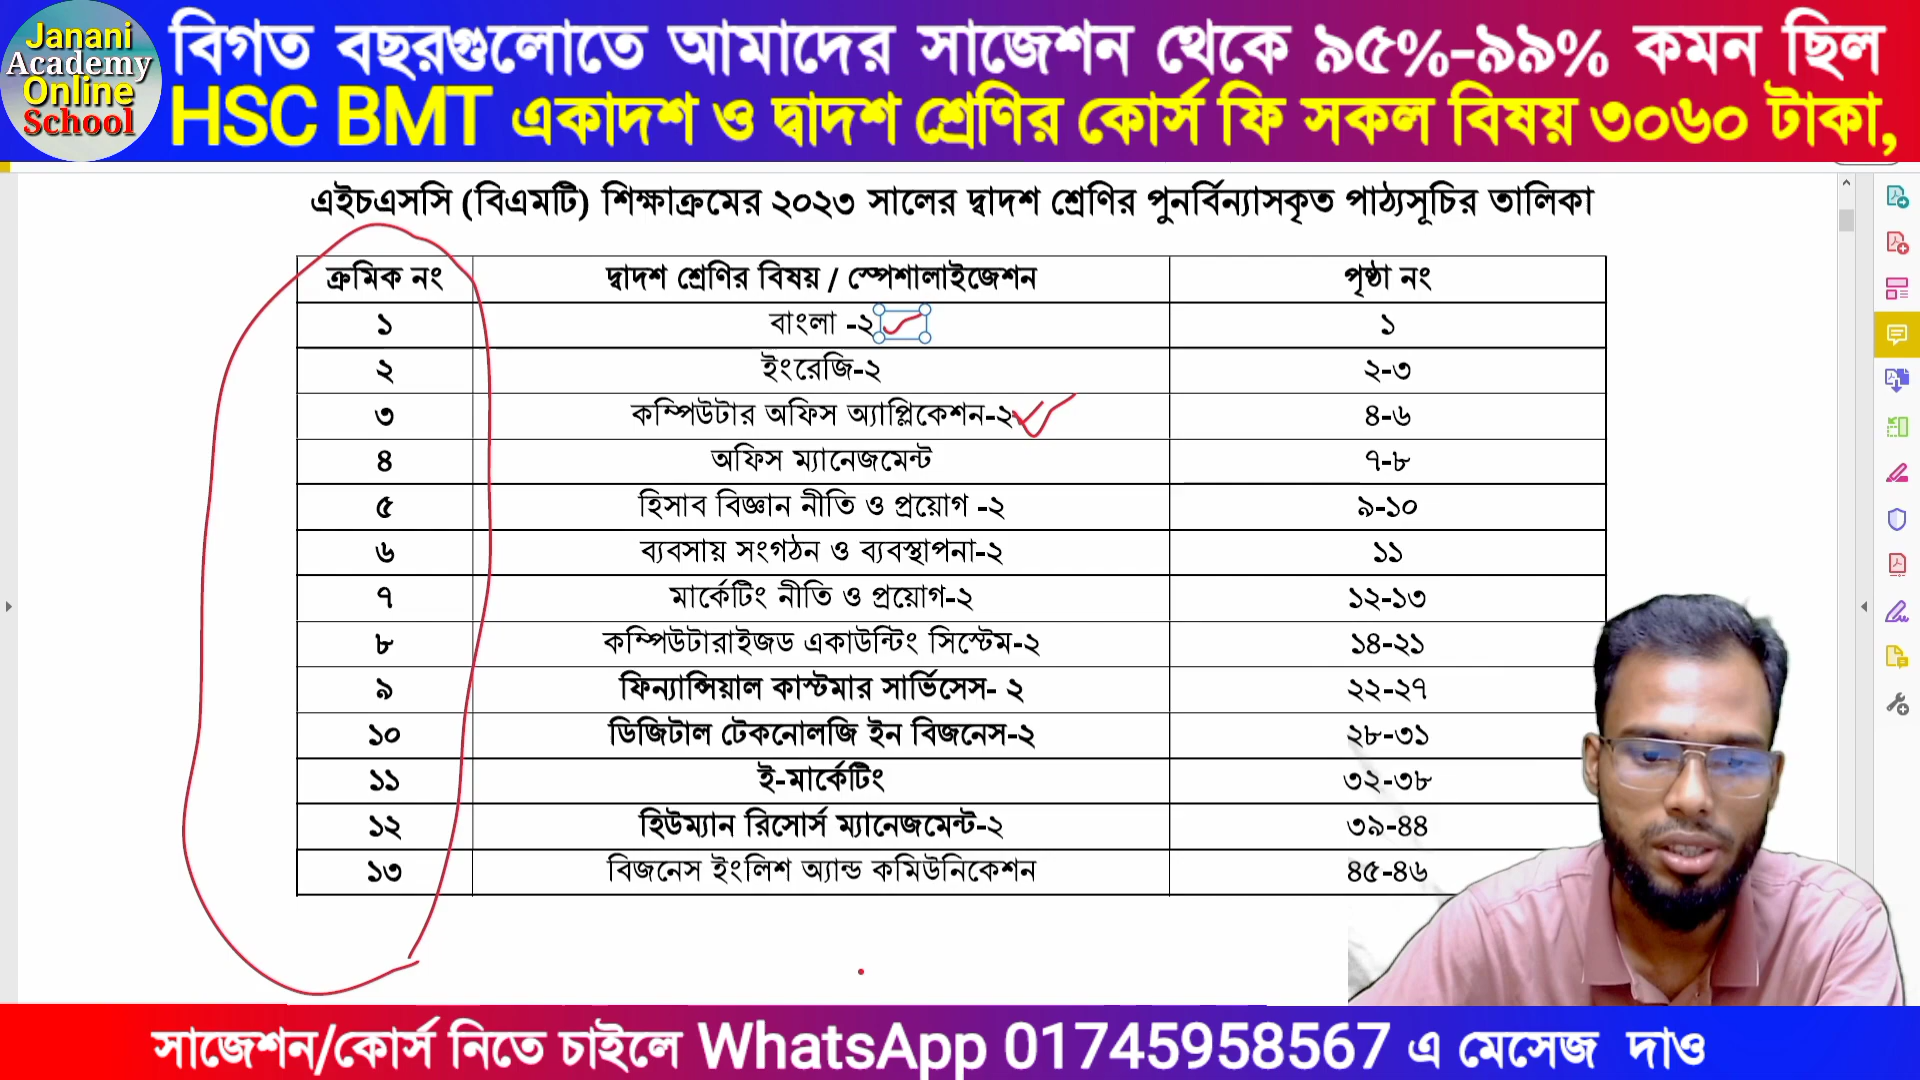 Janani
Academy
Online
School
বিগত বছরগুলোতে আমাদের সাজেশন থেকে ৯৫%-৯৯% কমন ছিল
HSC BMT একাদশ ও দ্বাদশ শ্রেণির কোর্স ফি সকল বিষয় ৩০৬০ টাকা,
এইচএসসি (বিএমটি) শিক্ষাক্রমের ২০২৩ সালের দ্বাদশ শ্রেণির পুনর্বিন্যাসকৃত পাঠ্যসূচির তালিকা
ক্রমিক নং দ্বাদশ শ্রেণির বিষয় / স্পেশালাইজেশন পৃষ্ঠা নং
১ বাংলা -২ ১
২ ইংরেজি-২ ২-৩
৩ কম্পিউটার অফিস অ্যাপ্লিকেশন-২ ৪-৬
৪ অফিস ম্যানেজমেন্ট ৭-৮
৫ হিসাব বিজ্ঞান নীতি ও প্রয়োগ -২ ৯-১০
৬ ব্যবসায় সংগঠন ও ব্যবস্থাপনা-২ ১১
৭ মার্কেটিং নীতি ও প্রয়োগ-২ ১২-১৩
৮ কম্পিউটারাইজড একাউন্টিং সিস্টেম-২ ১৪-২১
৯ ফিন্যান্সিয়াল কাস্টমার সার্ভিসেস- ২ ২২-২৭
১০ ডিজিটাল টেকনোলজি ইন বিজনেস-২ ২৮-৩১
১১ ই-মার্কেটিং ৩২-৩৮
১২ হিউম্যান রিসোর্স ম্যানেজমেন্ট-২ ৩৯-৪৪
১৩ বিজনেস ইংলিশ অ্যান্ড কমিউনিকেশন ৪৫-৪৬
সাজেশন/কোর্স নিতে চাইলে WhatsApp 01745958567 এ মেসেজ দাও